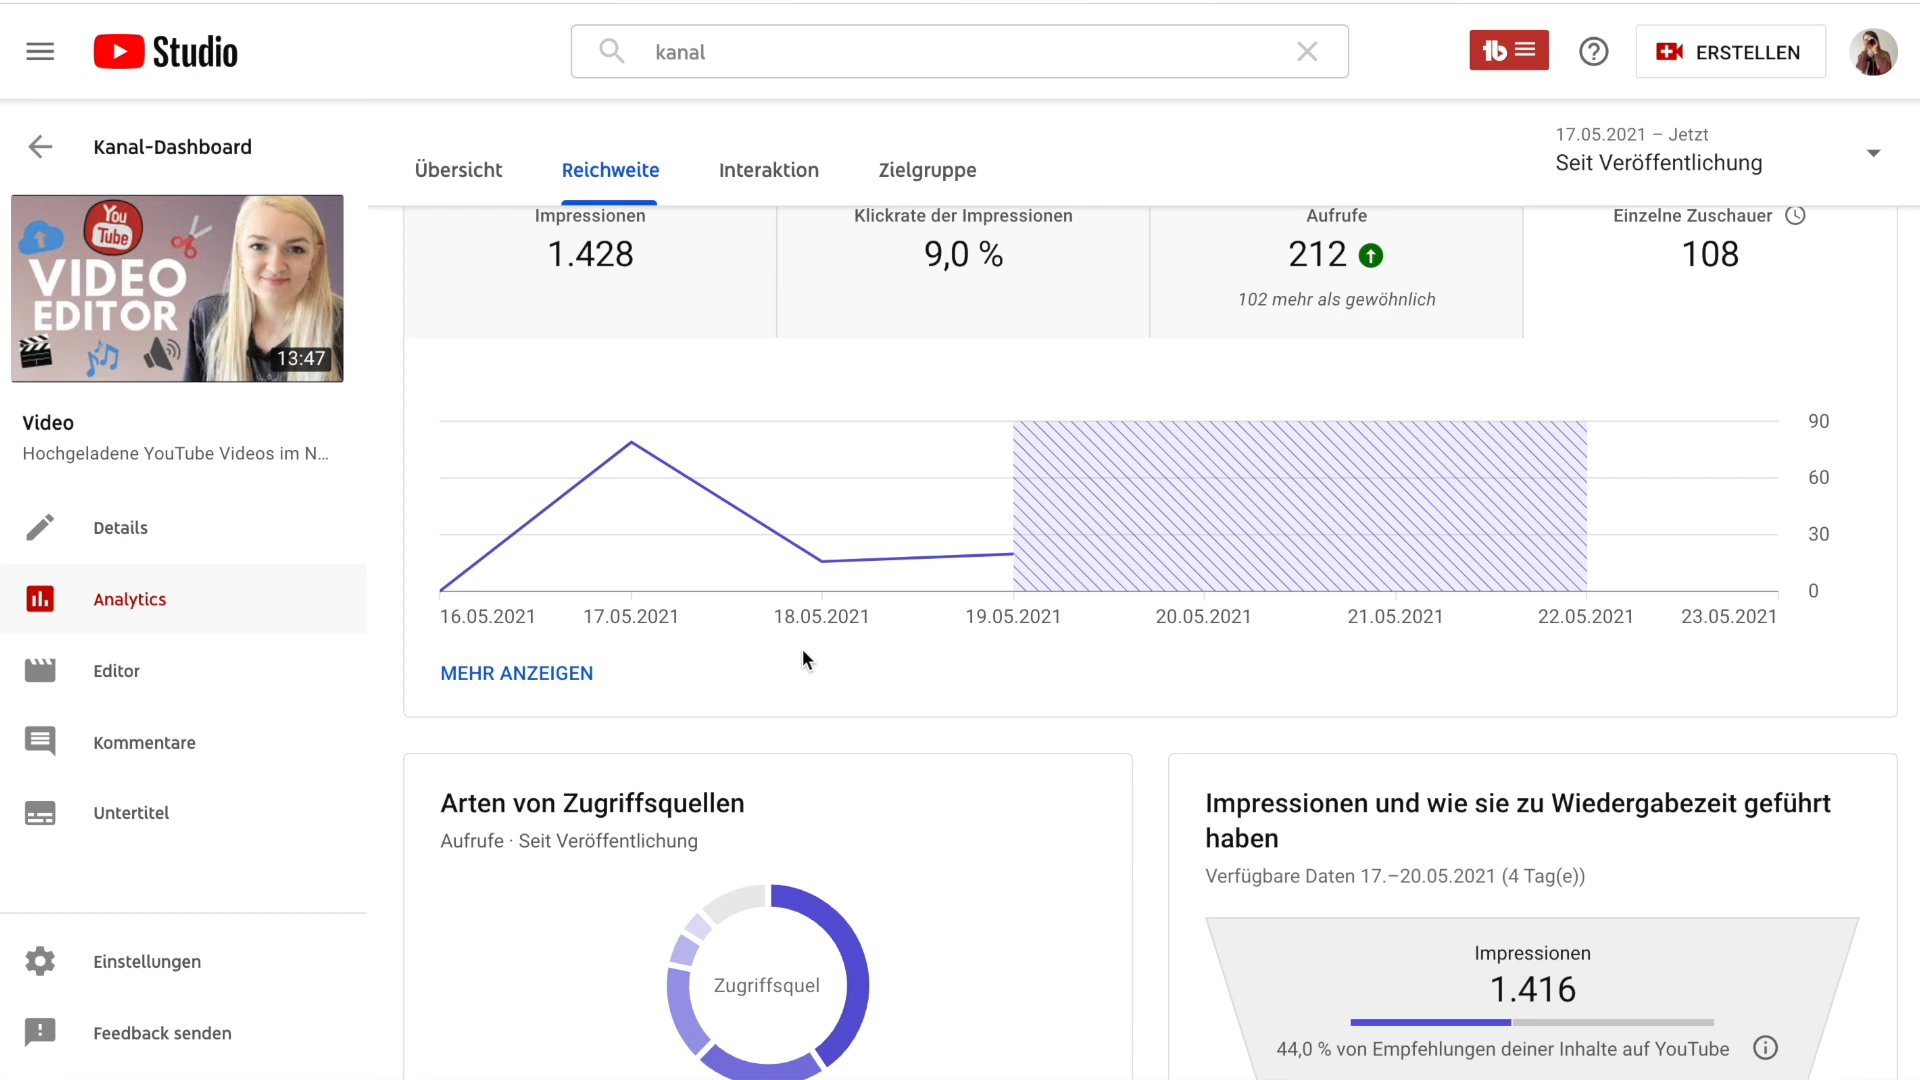 Studio
kanal
ERSTELLEN
Kanal-Dashboard
Übersicht
Reichweite
Interaktion
Zielgruppe
17.05.2021 – Jetzt
Seit Veröffentlichung
You
Tube
VIDEO
EDITOR
13:47
Video
Hochgeladene YouTube Videos im N...
Details
Analytics
Editor
Kommentare
Untertitel
Einstellungen
Feedback senden
Impressionen
1.428
Klickrate der Impressionen
9,0 %
Aufrufe
212
102 mehr als gewöhnlich
Einzelne Zuschauer
108
90
60
30
0
16.05.2021
17.05.2021
18.05.2021
19.05.2021
20.05.2021
21.05.2021
22.05.2021
23.05.2021
MEHR ANZEIGEN
Arten von Zugriffsquellen
Aufrufe · Seit Veröffentlichung
Zugriffsquel
Impressionen und wie sie zu Wiedergabezeit geführt
haben
Verfügbare Daten 17.–20.05.2021 (4 Tag(e))
Impressionen
1.416
44,0 % von Empfehlungen deiner Inhalte auf YouTube